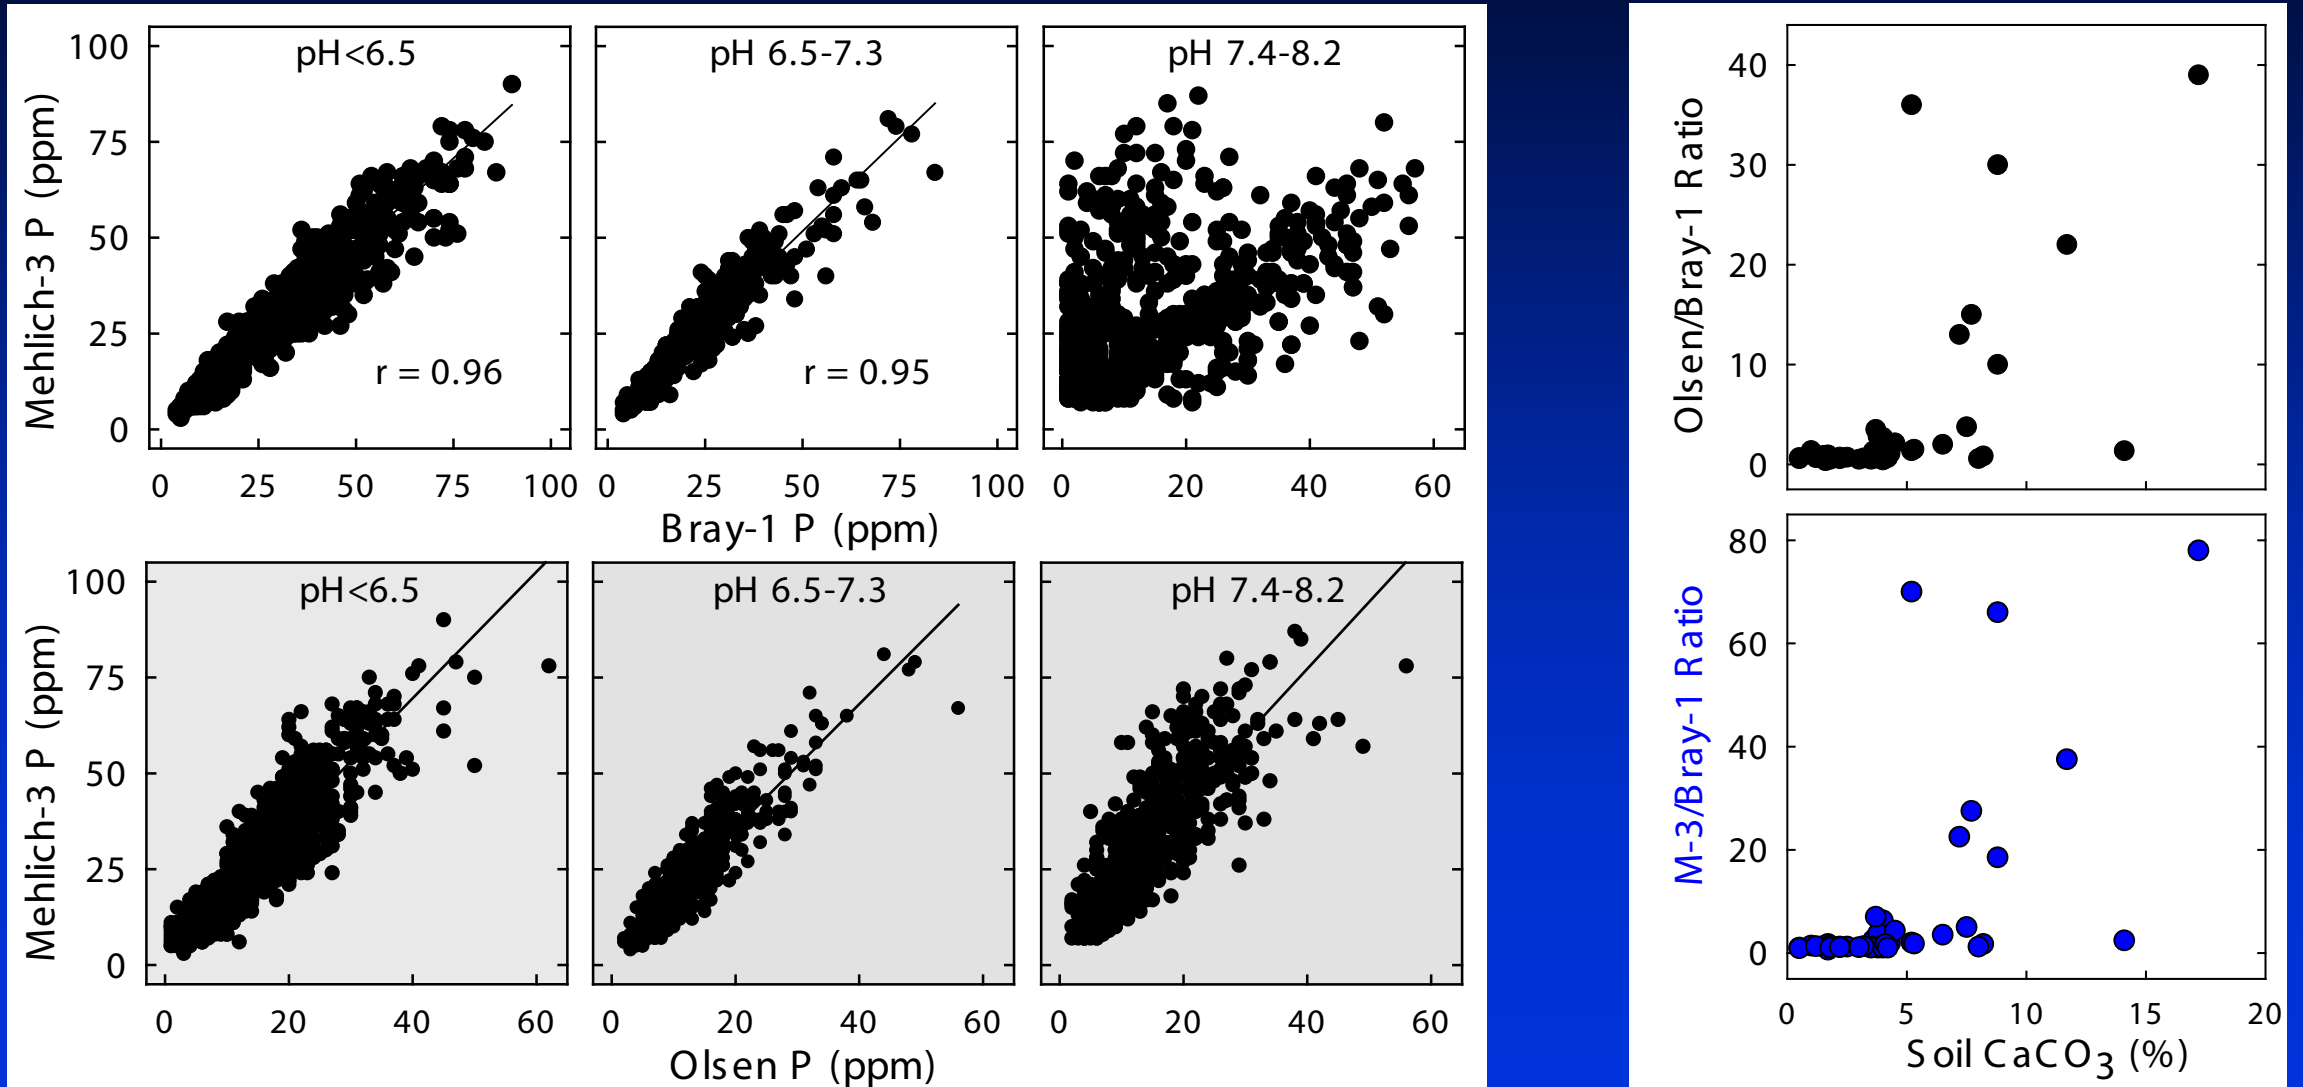 pH<6.5
pH 6.5-7.3
pH 7.4-8.2
Mehlich-3 P (ppm)
100
75
50
25
0
r = 0.96
r = 0.95
0 25 50 75 100
0 25 50 75 100
0 20 40 60
Bray-1 P (ppm)
pH<6.5
pH 6.5-7.3
pH 7.4-8.2
Mehlich-3 P (ppm)
100
75
50
25
0
0 20 40 60
0 20 40 60
0 20 40 60
Olsen P (ppm)
Olsen/Bray-1 Ratio
40
30
20
10
0
M-3/Bray-1 Ratio
80
60
40
20
0
0 5 10 15 20
Soil CaCO3 (%)